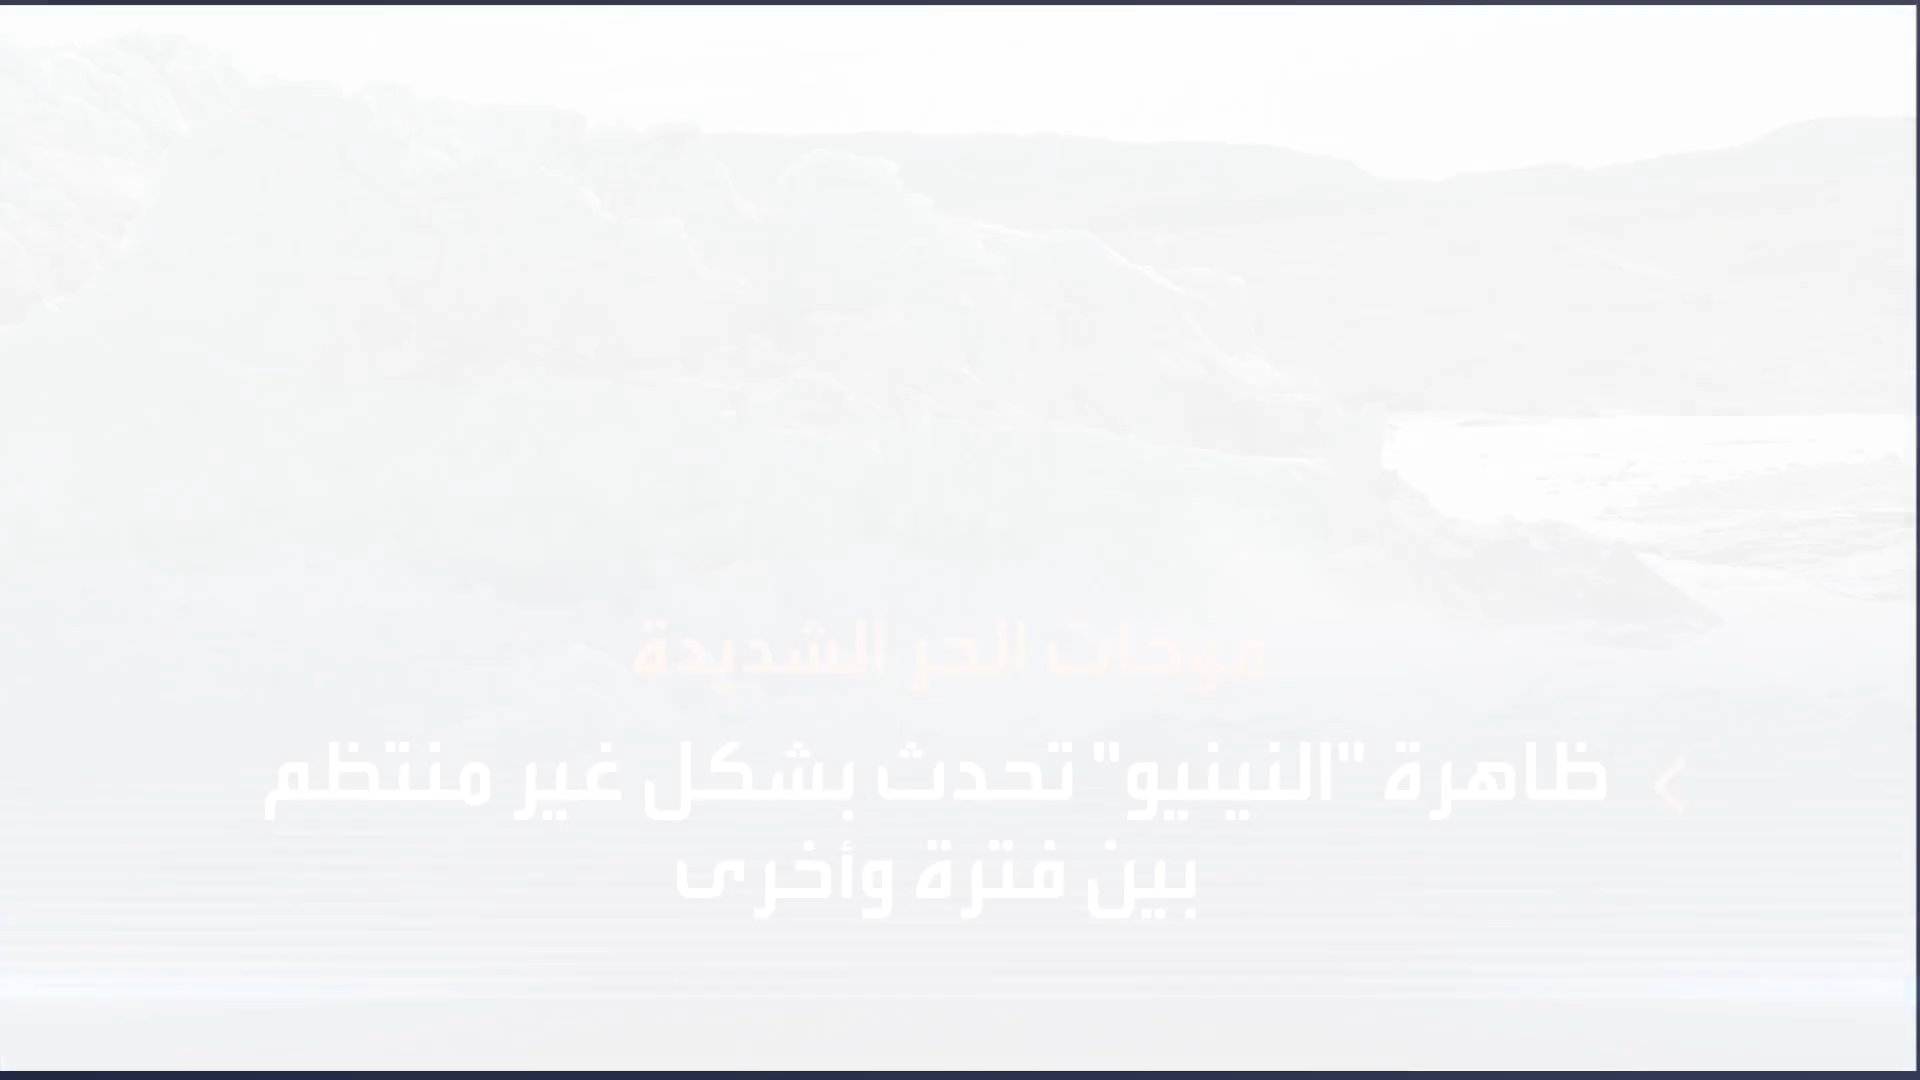 موجات الحر الشديدة
ظاهرة "النينيو" تحدث بشكل غير منتظم
بين فترة وأخرى